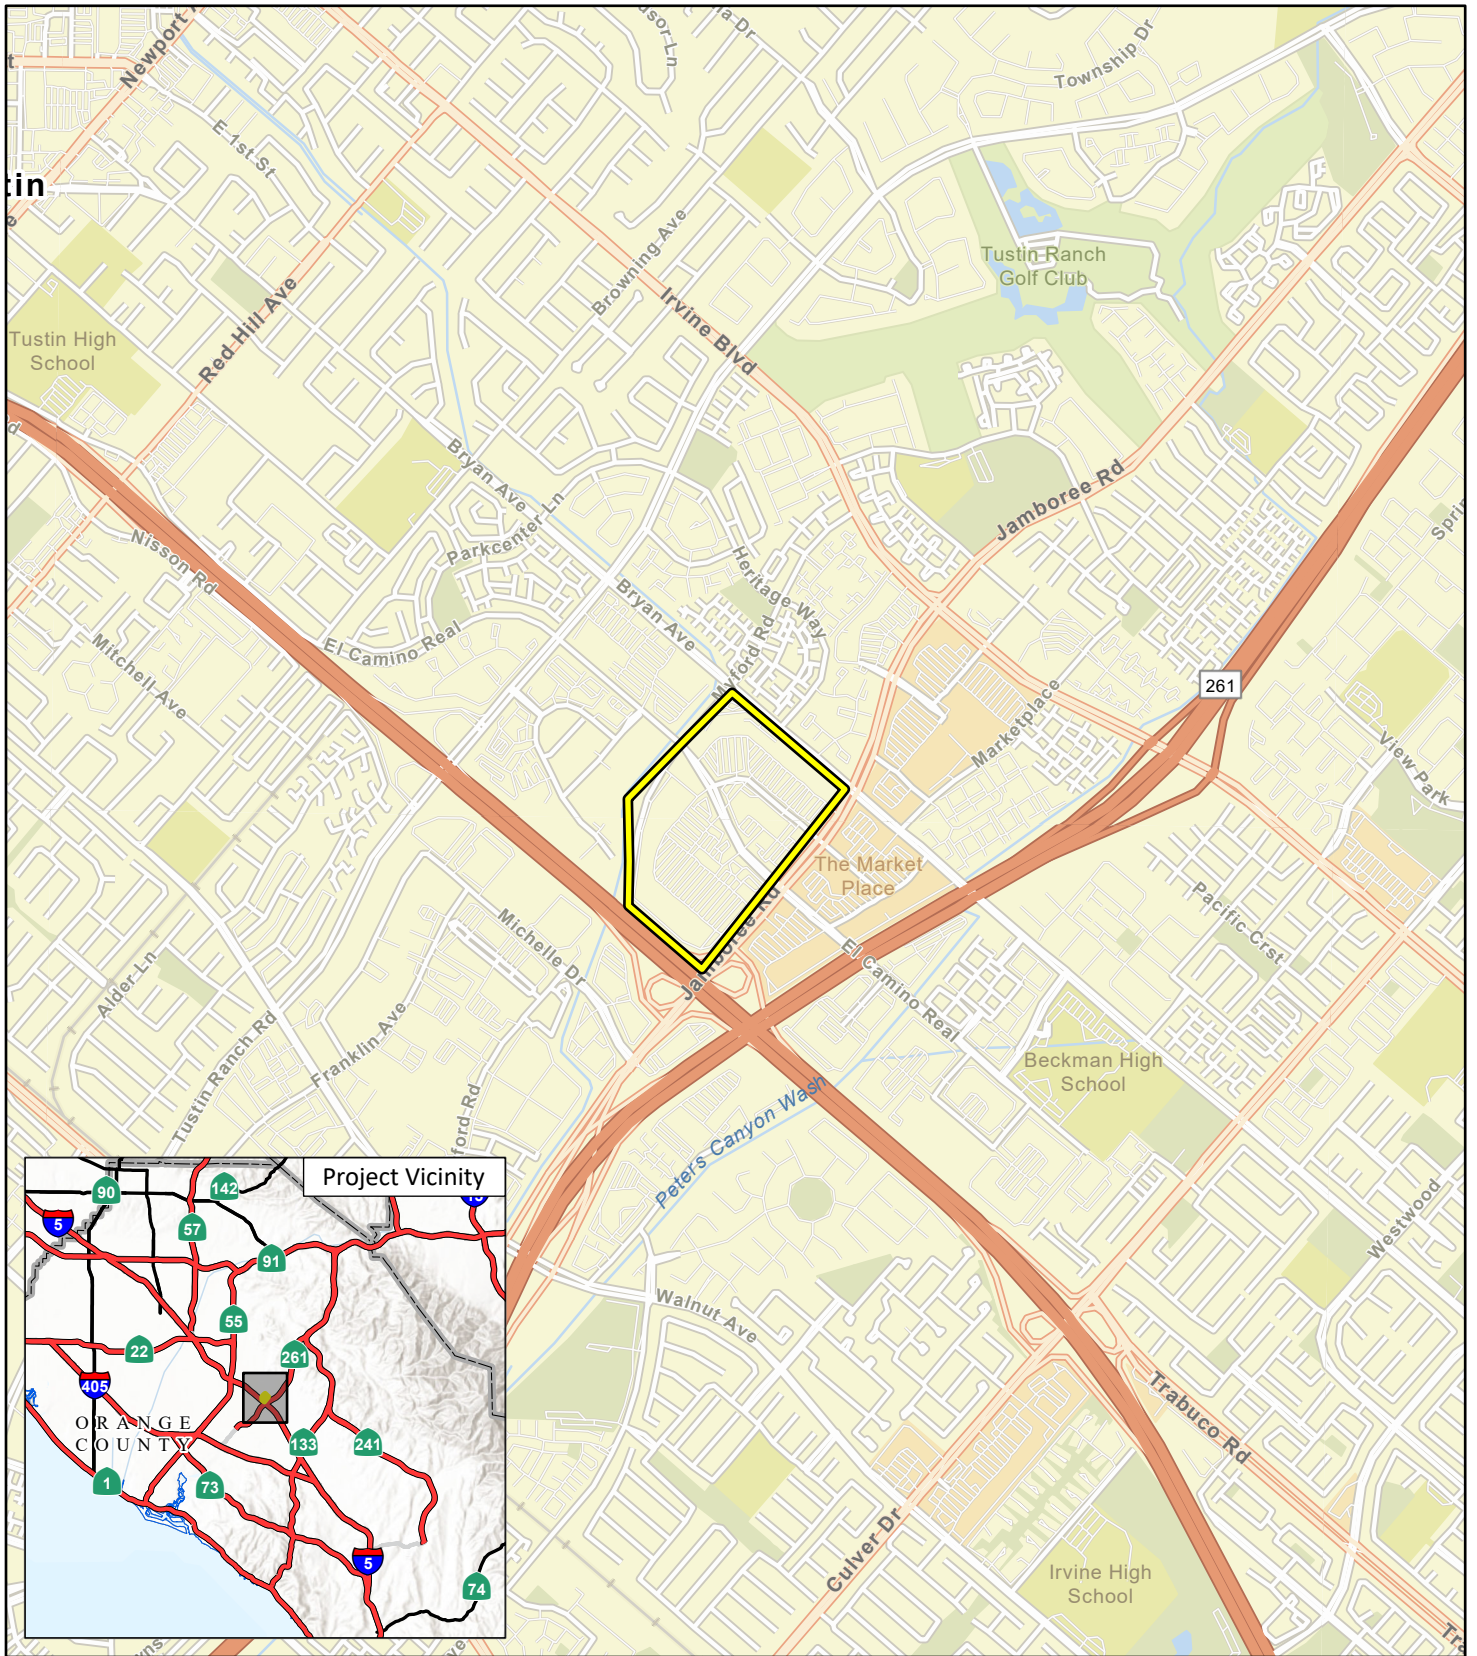 Newport
Township Dr
E 1st St
tin
Browning Ave
Tustin Ranch
Golf Club
Irvine Blvd
Red Hill Ave
Tustin High
School
Bryan Ave
Jamboree Rd
Parkcenter Ln
Nisson Rd
Heritage Way
Bryan Ave
El Camino Real
Mitchell Ave
Myford Rd
261
Marketplace
View Park
The Market
Place
Jamboree Rd
Pacific Crst
Michelle Dr
El Camino Real
Alder Ln
Franklin Ave
Tustin Ranch Rd
Beckman High
School
ford Rd
Peters Canyon Wash
Westwood
Walnut Ave
Trabuco Rd
Culver Dr
Irvine High
School
Project Vicinity
90
142
5
57
91
55
22
261
405
ORANGE
COUNTY
133
241
1
73
5
74